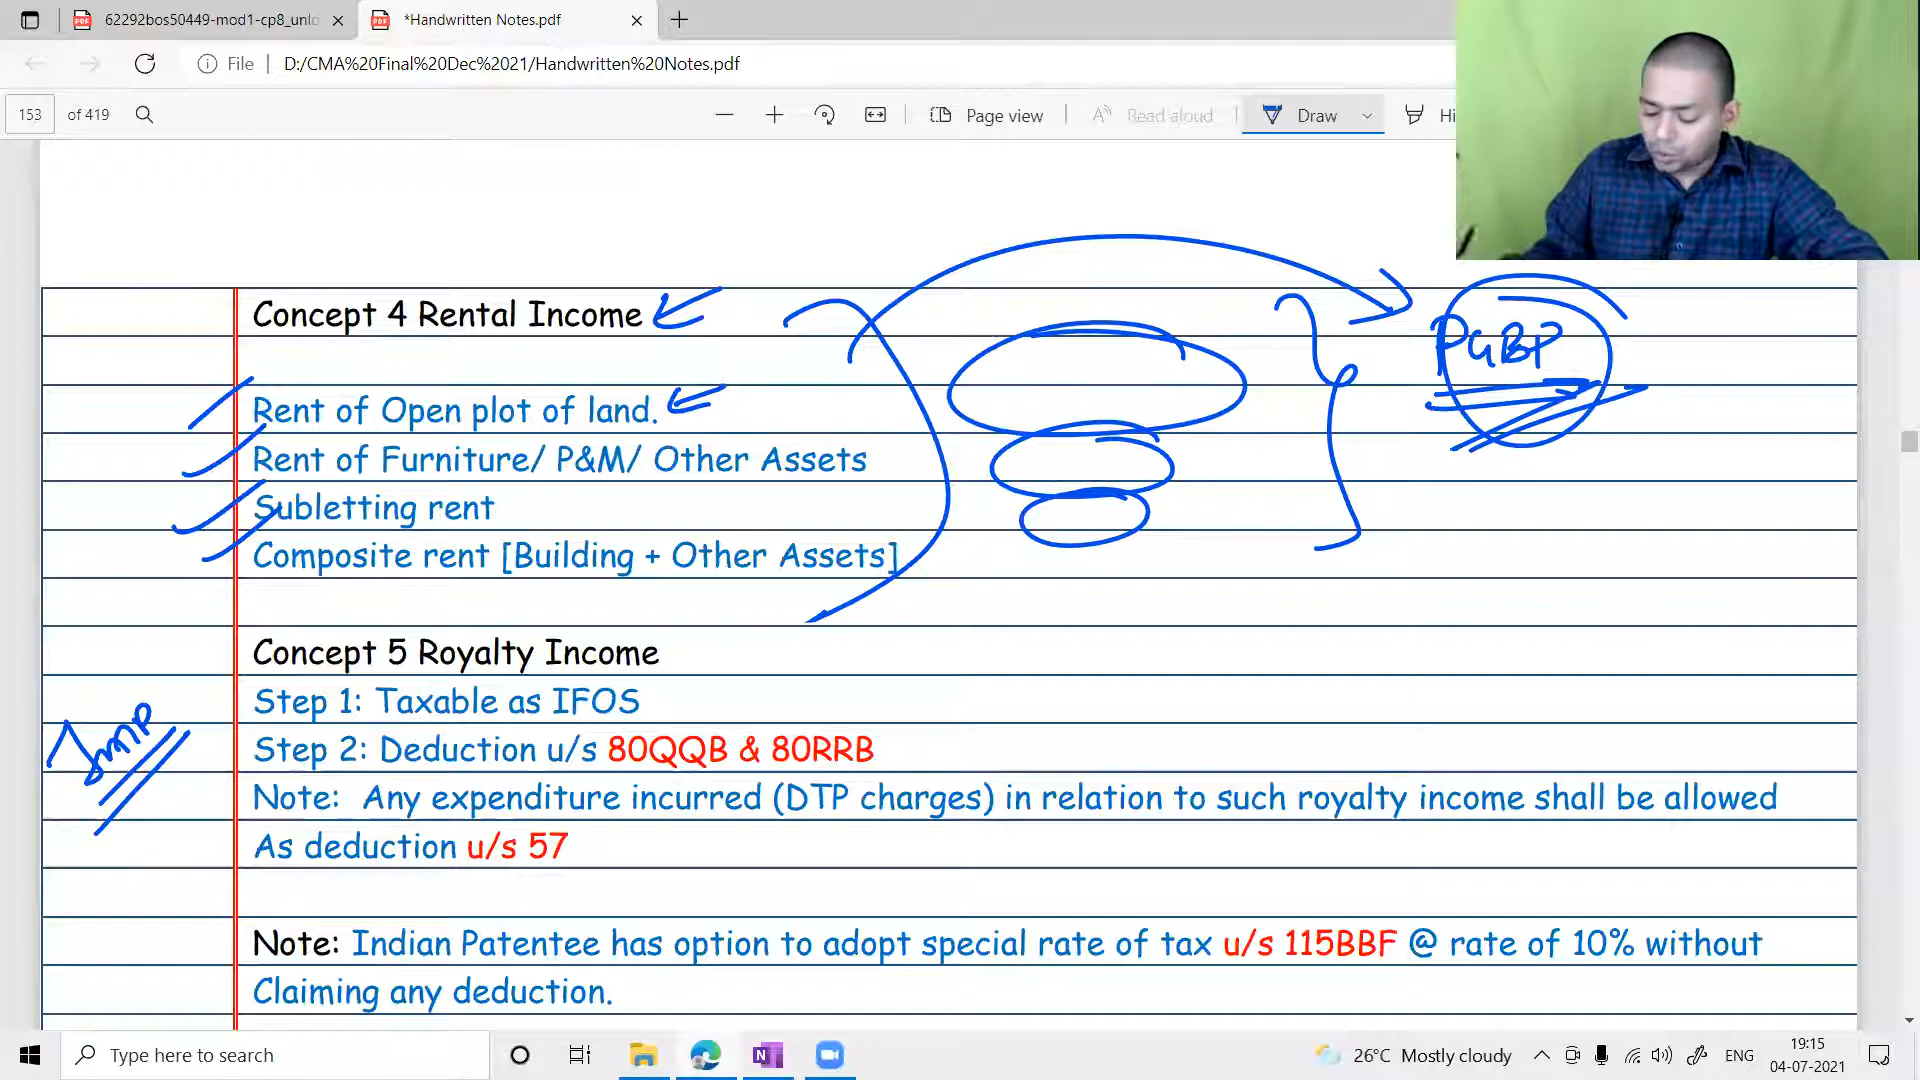 62292bos50449-mod1-cp8_unlo
*Handwritten Notes.pdf
File
D:/CMA%20Final%20Dec%2021/Handwritten%20Notes.pdf
153 of 419
Page view
Read aloud
Draw
Hi
Concept 4 Rental Income
PGBP
Rent of Open plot of land.
Rent of Furniture/ P&M/ Other Assets
Subletting rent
Composite rent [Building + Other Assets]
Concept 5 Royalty Income
Step 1: Taxable as IFOS
Imp
Step 2: Deduction u/s 80QQB & 80RRB
Note: Any expenditure incurred (DTP charges) in relation to such royalty income shall be allowed
As deduction u/s 57
Note: Indian Patentee has option to adopt special rate of tax u/s 115BBF @ rate of 10% without
Claiming any deduction.
Type here to search
26°C Mostly cloudy
ENG
19:15
04-07-2021